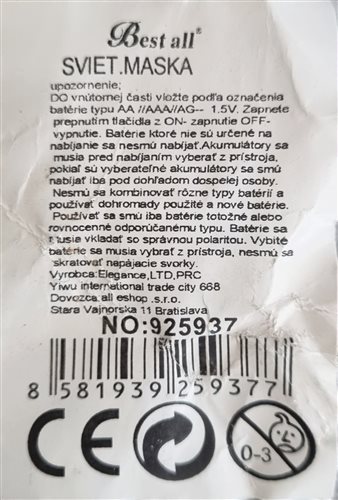 Best all®
SVIET.MASKA
upozornenie;
DO vnútornej časti vložte podľa označenia
batérie typu AA //AAA//AG-- 1.5V. Zapnete
prepnutim tlačidla z ON- zapnutie OFF-
vypnutie. Batérie ktoré nie sú určené na
nabíjanie sa nesmú nabíjať.Akumulátory sa
musia pred nabíjaním vyberať z prístroja,
pokiaľ sú vyberateľné akumulátory sa smú
nabíjať iba pod dohľadom dospelej osoby.
Nesmú sa kombinovať rôzne typy batérií a
používať dohromady použité a nové batérie.
Používať sa smú iba batérie totožné alebo
rovnocenné odporúčanému typu. Batérie sa
musia vkladať so správnou polaritou. Vybité
batérie sa musia vybrať z prístroja, nesmú sa
skratovať napájacie svorky.
Vyrobca:Elegance,LTD,PRC
Yiwu international trade city 668
Dovozca:all eshop .s.r.o.
Stara Vajnorska 11 Bratislava
NO:925937
8 581939 259377
CE
0-3